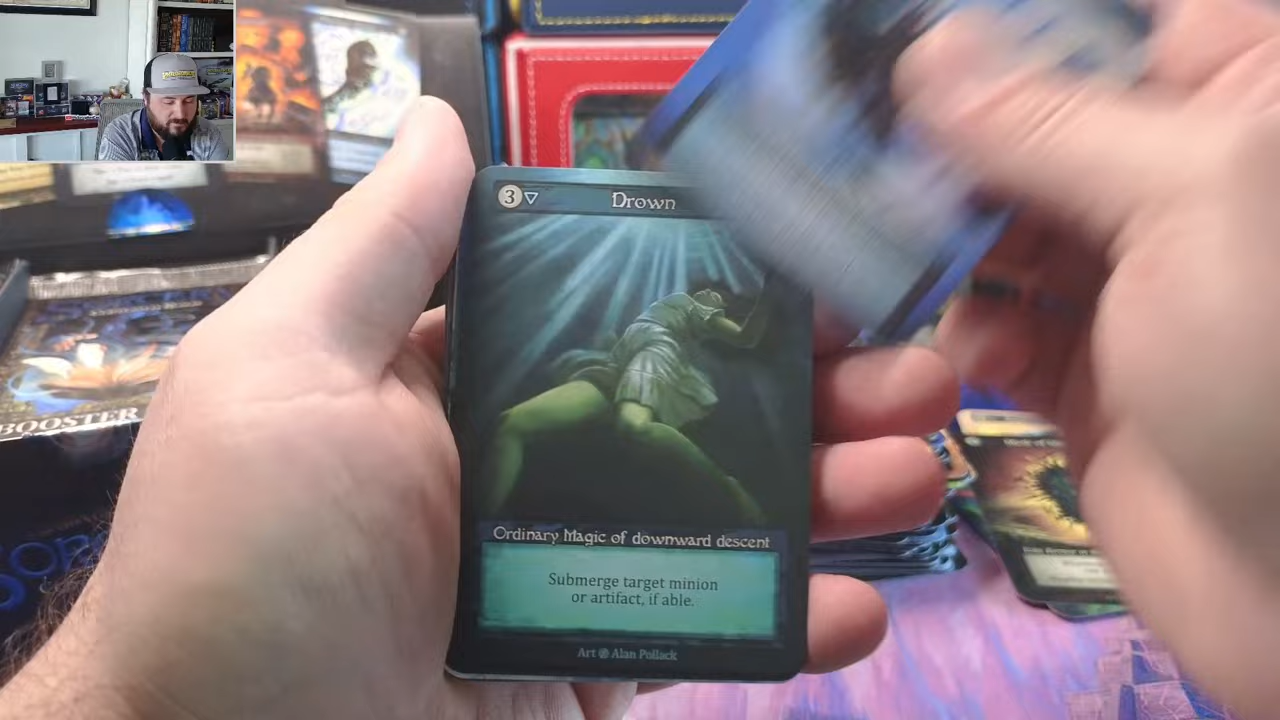 3
Drown
Ordinary Magic of downward descent
Submerge target minion
or artifact, if able.
Art Alan Pollack
BOOSTER